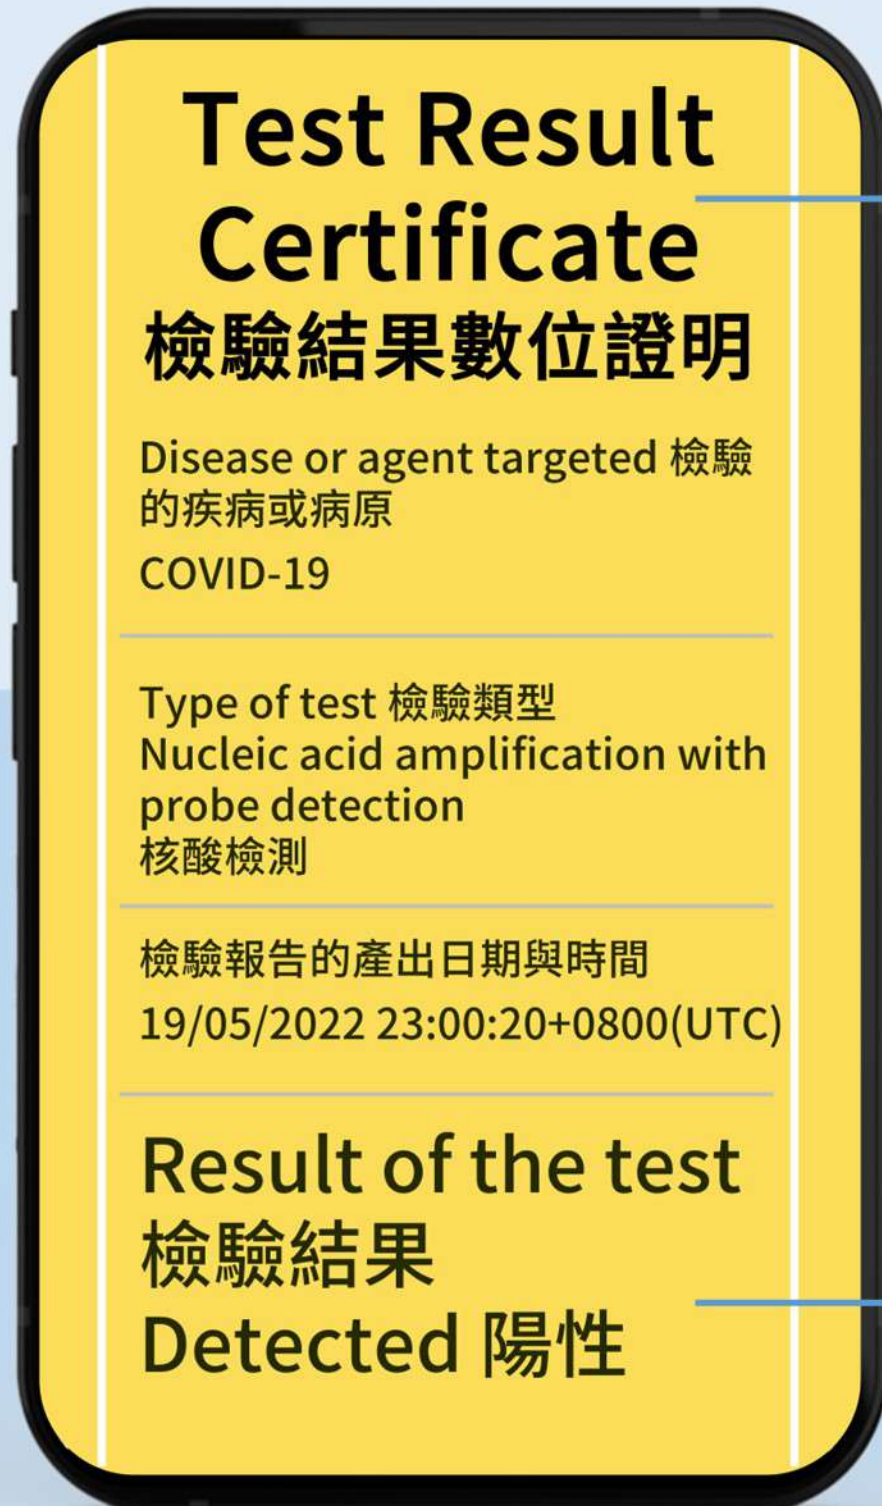 Test Result
Certificate
檢驗結果數位證明
Disease or agent targeted 檢驗
的疾病或病原
COVID-19
Type of test 檢驗類型
Nucleic acid amplification with
probe detection
核酸檢測
檢驗報告的產出日期與時間
19/05/2022 23:00:20+0800(UTC)
Result of the test
檢驗結果
Detected 陽性